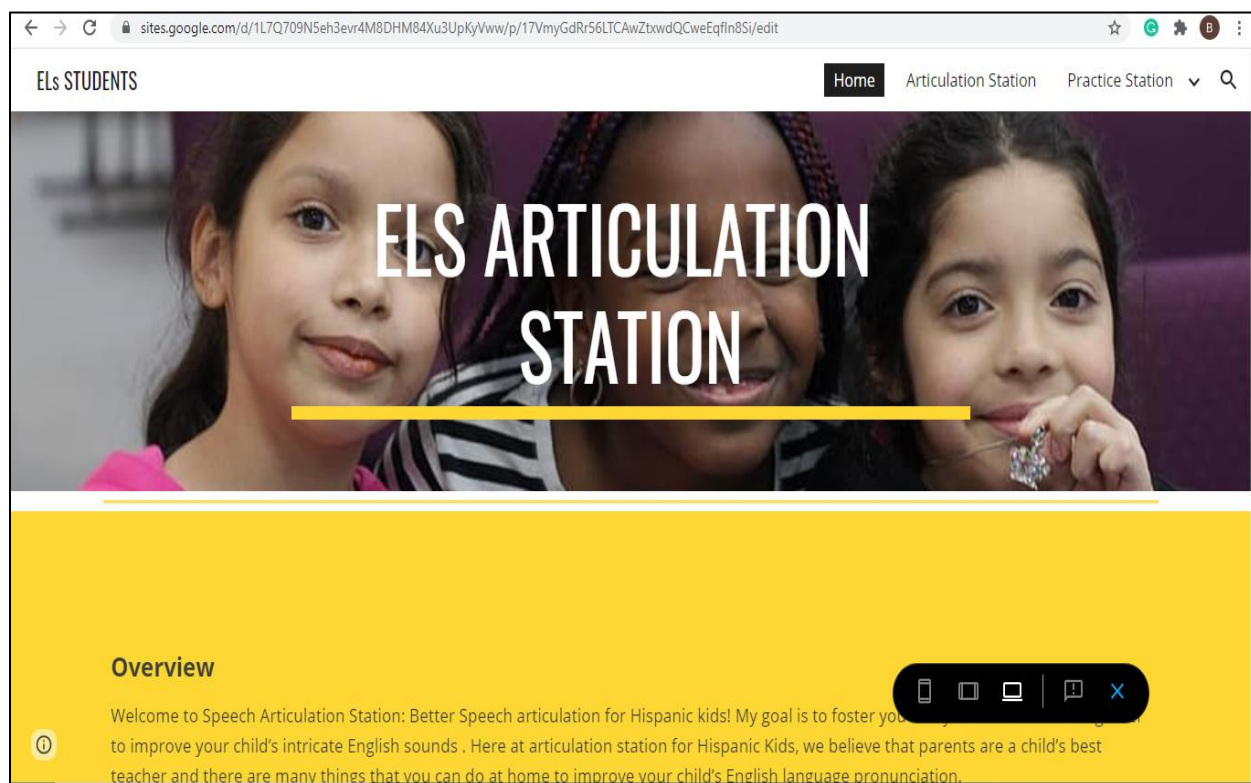 sites.google.com/d/1L7Q709N5eh3evr4M8DHM84Xu3UpKyVww/p/17VmyGdRr56LTCAwZtxwdQCweEqfIn8Si/edit
B
ELs STUDENTS
Home Articulation Station Practice Station
ELS ARTICULATION
STATION
Overview
Welcome to Speech Articulation Station: Better Speech articulation for Hispanic kids! My goal is to foster
to improve your child's intricate English sounds . Here at articulation station for Hispanic Kids, we believe that parents are a child's best
teacher and there are many things that you can do at home to improve your child's English language pronunciation.